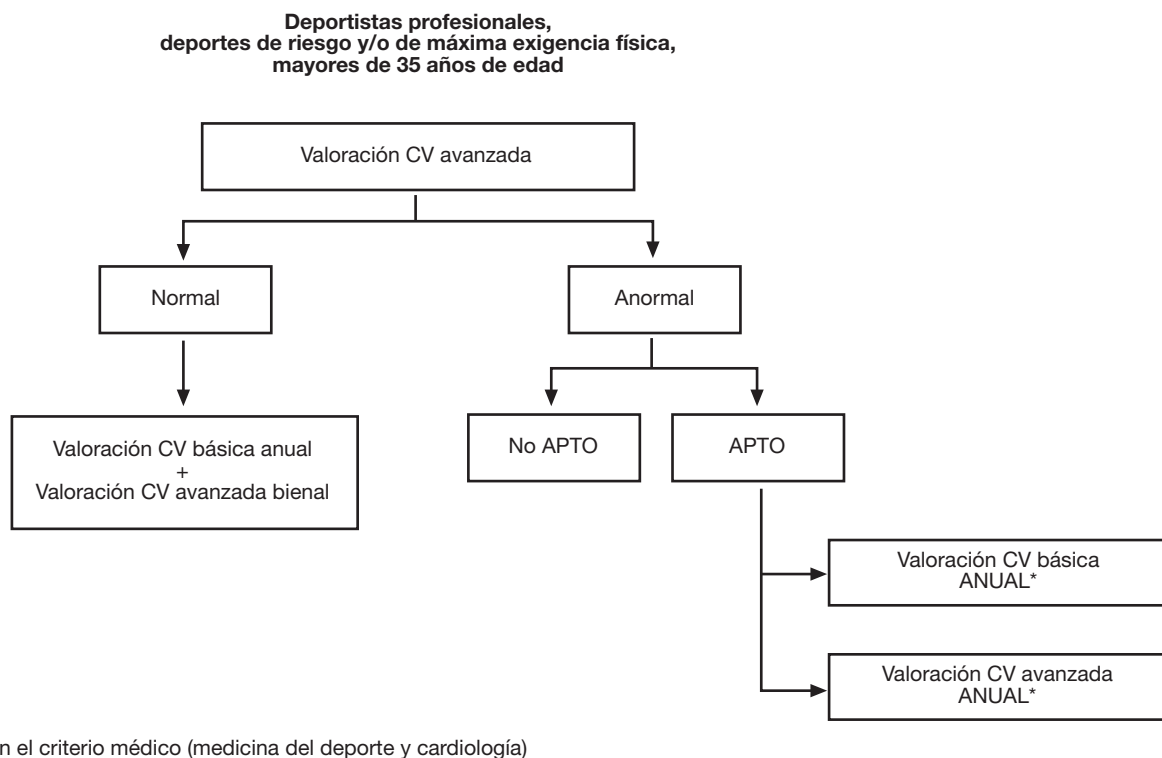 Deportistas profesionales,
deportes de riesgo y/o de máxima exigencia física,
mayores de 35 años de edad
Valoración CV avanzada
Normal
Anormal
Valoración CV básica anual
+
Valoración CV avanzada bienal
No APTO
APTO
Valoración CV básica
ANUAL*
Valoración CV avanzada
ANUAL*
n el criterio médico (medicina del deporte y cardiología)